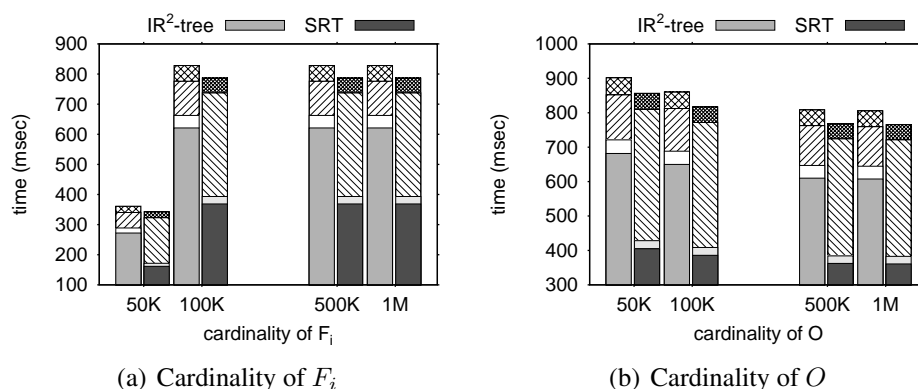 IR²-tree SRT
900
800
700
600
500
400
300
200
100
time (msec)
50K 100K 500K 1M
cardinality of Fi
(a) Cardinality of Fi
IR²-tree SRT
1000
900
800
700
600
500
400
300
time (msec)
50K 100K 500K 1M
cardinality of O
(b) Cardinality of O